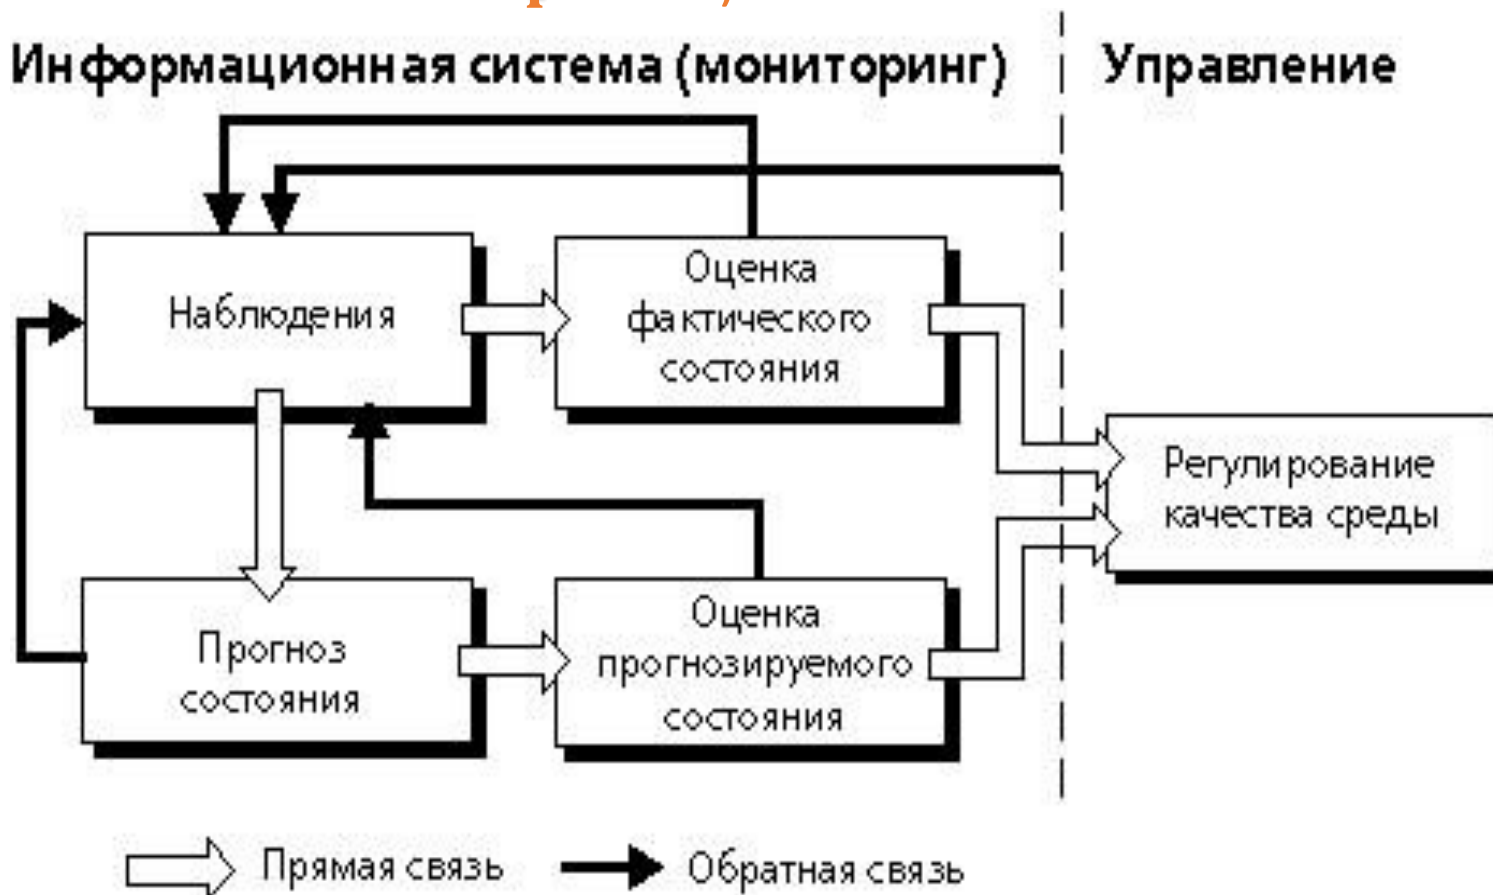 Информационная система (мониторинг)
Управление
Наблюдения
Оценка
фактического
состояния
Регулирование
качества среды
Прогноз
состояния
Оценка
прогнозируемого
состояния
Прямая связь
Обратная связь